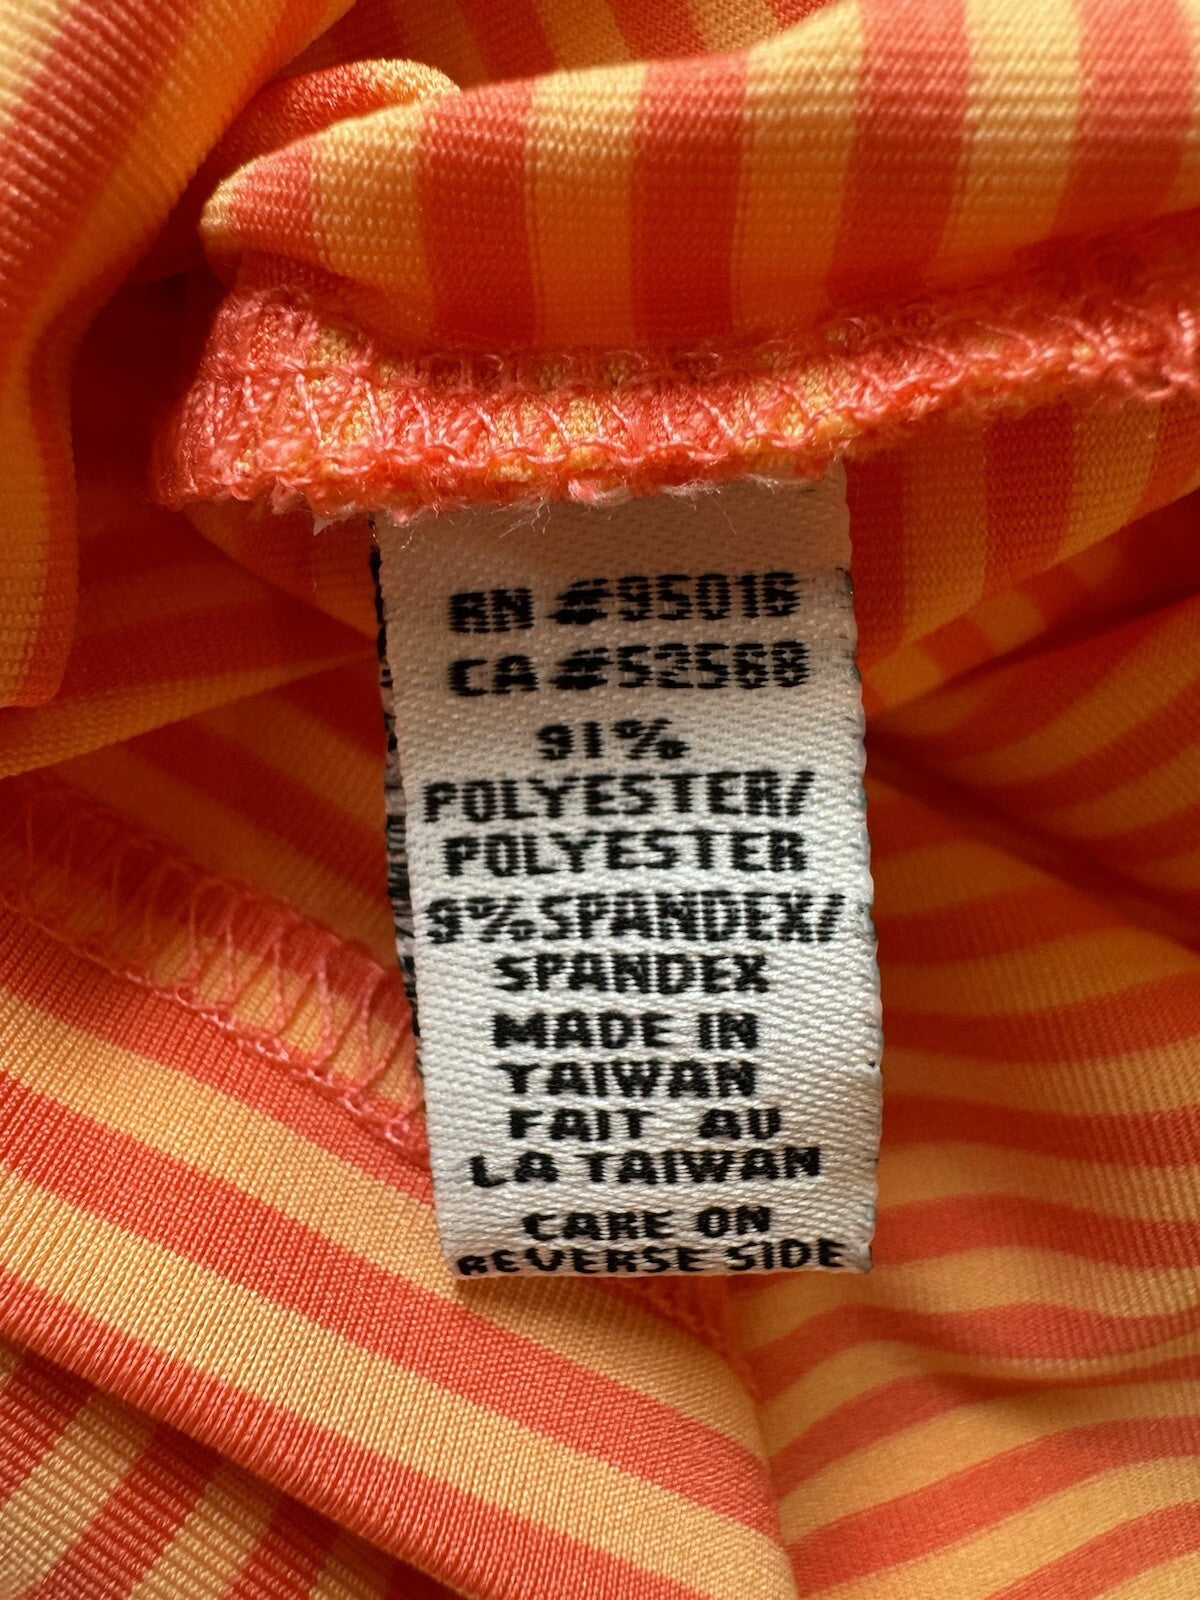 RN #95016
CA #52568
91%
POLYESTER/
POLYESTER
9%SPANDEX/
SPANDEX
MADE IN
TAIWAN
FAIT AU
LA TAIWAN
CARE ON
REVERSE SIDE